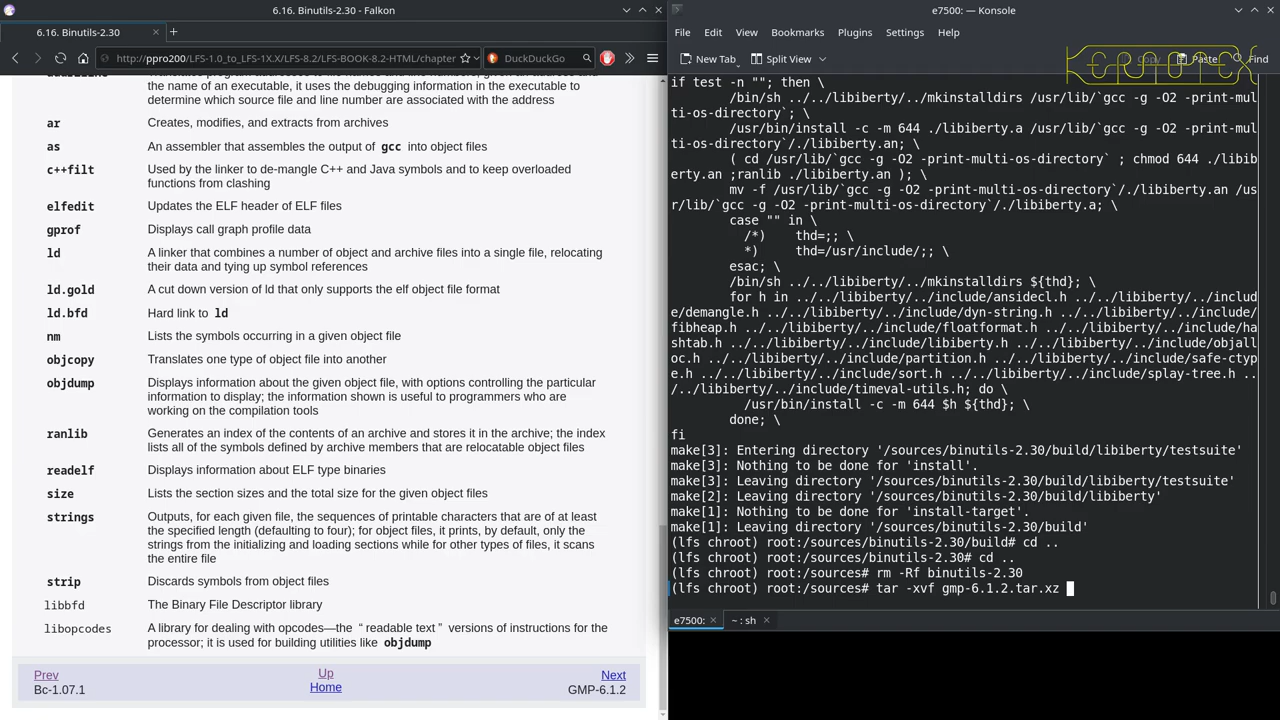 6.16. Binutils-2.30 - Falkon
6.16. Binutils-2.30
http://ppro200/LFS-1.0_to_LFS-1X.X/LFS-8.2/LFS-BOOK-8.2-HTML/chapter
DuckDuckGo
the name of an executable, it uses the debugging information in the executable to
determine which source file and line number are associated with the address
ar Creates, modifies, and extracts from archives
as An assembler that assembles the output of gcc into object files
c++filt Used by the linker to de-mangle C++ and Java symbols and to keep overloaded
functions from clashing
elfedit Updates the ELF header of ELF files
gprof Displays call graph profile data
ld A linker that combines a number of object and archive files into a single file, relocating
their data and tying up symbol references
ld.gold A cut down version of ld that only supports the elf object file format
ld.bfd Hard link to ld
nm Lists the symbols occurring in a given object file
objcopy Translates one type of object file into another
objdump Displays information about the given object file, with options controlling the particular
information to display; the information shown is useful to programmers who are
working on the compilation tools
ranlib Generates an index of the contents of an archive and stores it in the archive; the index
lists all of the symbols defined by archive members that are relocatable object files
readelf Displays information about ELF type binaries
size Lists the section sizes and the total size for the given object files
strings Outputs, for each given file, the sequences of printable characters that are of at least
the specified length (defaulting to four); for object files, it prints, by default, only the
strings from the initializing and loading sections while for other types of files, it scans
the entire file
strip Discards symbols from object files
libbfd The Binary File Descriptor library
libopcodes A library for dealing with opcodes—the “ readable text ” versions of instructions for the
processor; it is used for building utilities like objdump
Prev Up Next
Bc-1.07.1 Home GMP-6.1.2
e7500: — Konsole
File Edit View Bookmarks Plugins Settings Help
New Tab Split View Copy Paste Find
if test -n ""; then \
/bin/sh ../../libiberty/../mkinstalldirs /usr/lib/`gcc -g -O2 -print-mul
ti-os-directory`; \
/usr/bin/install -c -m 644 ./libiberty.a /usr/lib/`gcc -g -O2 -print-mul
ti-os-directory`/./libiberty.an; \
( cd /usr/lib/`gcc -g -O2 -print-multi-os-directory` ; chmod 644 ./libib
erty.an ;ranlib ./libiberty.an ); \
mv -f /usr/lib/`gcc -g -O2 -print-multi-os-directory`/./libiberty.an /us
r/lib/`gcc -g -O2 -print-multi-os-directory`/./libiberty.a; \
case "" in \
/*) thd=;; \
*) thd=/usr/include/;; \
esac; \
/bin/sh ../../libiberty/../mkinstalldirs ${thd}; \
for h in ../../libiberty/../include/ansidecl.h ../../libiberty/../includ
e/demangle.h ../../libiberty/../include/dyn-string.h ../../libiberty/../include/
fibheap.h ../../libiberty/../include/floatformat.h ../../libiberty/../include/ha
shtab.h ../../libiberty/../include/libiberty.h ../../libiberty/../include/objall
oc.h ../../libiberty/../include/partition.h ../../libiberty/../include/safe-ctyp
e.h ../../libiberty/../include/sort.h ../../libiberty/../include/splay-tree.h ..
/../libiberty/../include/timeval-utils.h; do \
/usr/bin/install -c -m 644 $h ${thd}; \
done; \
fi
make[3]: Entering directory '/sources/binutils-2.30/build/libiberty/testsuite'
make[3]: Nothing to be done for 'install'.
make[3]: Leaving directory '/sources/binutils-2.30/build/libiberty/testsuite'
make[2]: Leaving directory '/sources/binutils-2.30/build/libiberty'
make[1]: Nothing to be done for 'install-target'.
make[1]: Leaving directory '/sources/binutils-2.30/build'
(lfs chroot) root:/sources/binutils-2.30/build# cd ..
(lfs chroot) root:/sources/binutils-2.30# cd ..
(lfs chroot) root:/sources# rm -Rf binutils-2.30
(lfs chroot) root:/sources# tar -xvf gmp-6.1.2.tar.xz
e7500: ~ : sh